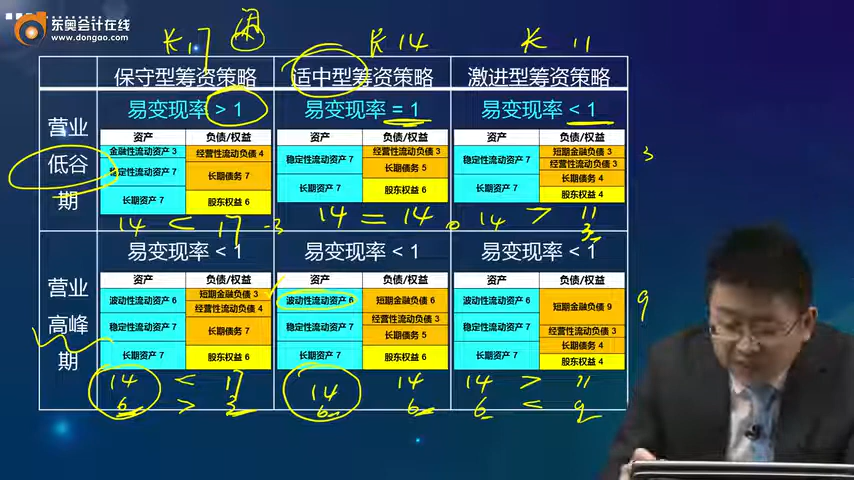 东奥会计在线
www.dongao.com
长17 闲
长14
长 11
保守型筹资策略
适中型筹资策略
激进型筹资策略
营业低谷期
易变现率 > 1
易变现率 = 1
易变现率 < 1
资产 负债/权益
金融性流动资产 3 经营性流动负债 4
稳定性流动资产 7 长期债务 7
长期资产 7 股东权益 6
14 < 17 -3
资产 负债/权益
稳定性流动资产 7 经营性流动负债 3
长期债务 5
长期资产 7 股东权益 6
14 = 14 0
资产 负债/权益
稳定性流动资产 7 短期金融负债 3
经营性流动负债 3
长期债务 4
长期资产 7 股东权益 4
3
14 > 11
3
营业高峰期
易变现率 < 1
易变现率 < 1
易变现率 < 1
资产 负债/权益
波动性流动资产 6 短期金融负债 3
经营性流动负债 4
稳定性流动资产 7 长期债务 7
长期资产 7 股东权益 6
14 < 17
6 > 3
资产 负债/权益
波动性流动资产 6 短期金融负债 6
稳定性流动资产 7 经营性流动负债 3
长期债务 5
长期资产 7 股东权益 6
14 14
6 6
资产 负债/权益
波动性流动资产 6 短期金融负债 9
稳定性流动资产 7 经营性流动负债 3
长期债务 4
长期资产 7 股东权益 4
9
14 > 11
6 < 9